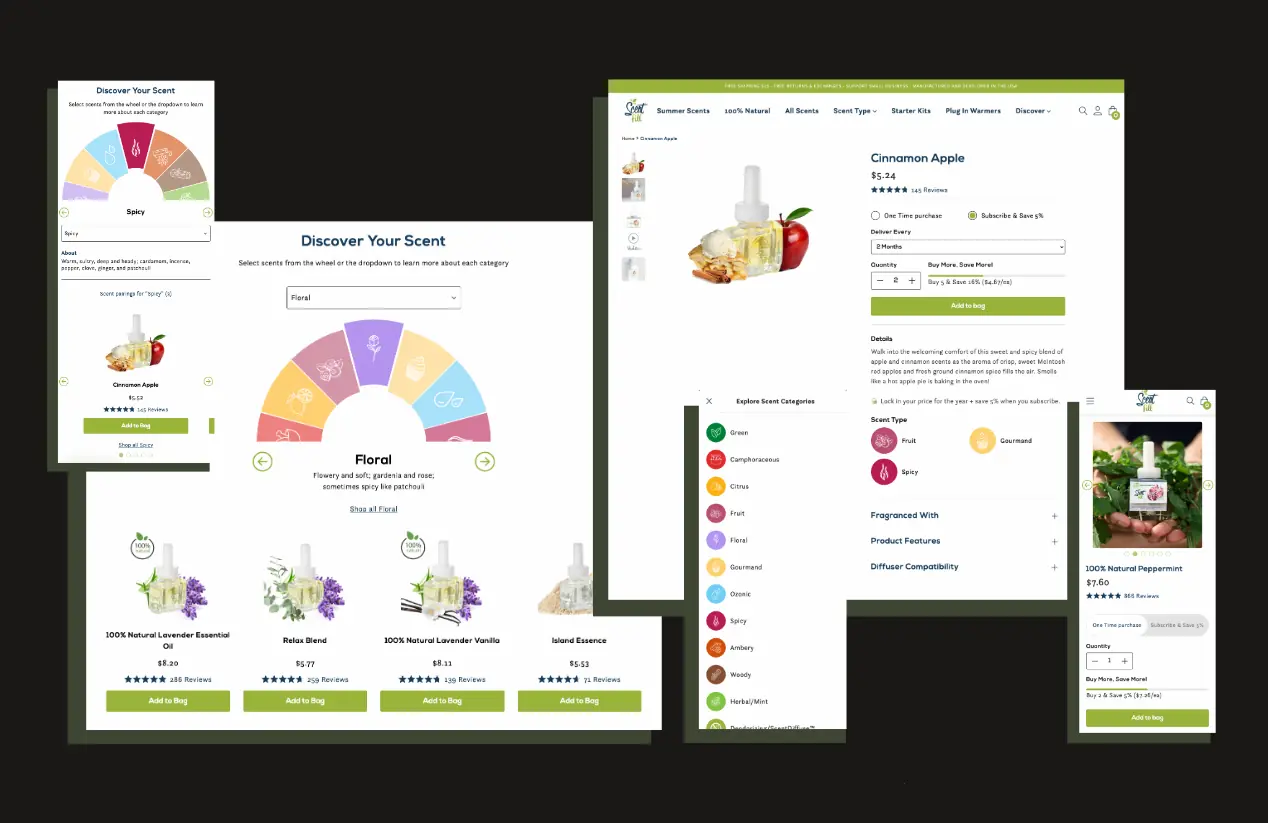 Discover Your Scent
Select scents from the wheel or the dropdown to learn
more about each category
Spicy
Spicy
About
Warm, sultry, deep and heady; cardamom, incense,
pepper, clove, ginger, and patchouli
Scent pairings for "Spicy" (5)
Cinnamon Apple
$5.52
145 Reviews
Add to Bag
Shop all Spicy
Discover Your Scent
Select scents from the wheel or the dropdown to learn more about each category
Floral
Floral
Flowery and soft; gardenia and rose;
sometimes spicy like patchouli
Shop all Floral
100%
100%
100% Natural Lavender Essential
Oil
$8.20
286 Reviews
Add to Bag
Relax Blend
$5.77
259 Reviews
Add to Bag
100% Natural Lavender Vanilla
$8.11
139 Reviews
Add to Bag
Island Essence
$5.53
71 Reviews
Add to Bag
Scent
fill
Summer Scents 100% Natural All Scents Scent Type Starter Kits Plug In Warmers Discover
0
Home > Cinnamon Apple
Cinnamon Apple
$5.24
145 Reviews
One Time purchase Subscribe & Save 5%
Deliver Every
2 Months
Quantity Buy More, Save More!
2 Buy 5 & Save 16% ($4.67/ea)
Add to bag
Details
Walk into the welcoming comfort of this sweet and spicy blend of
apple and cinnamon scents as the aroma of crisp, sweet McIntosh
red apples and fresh ground cinnamon spice fills the air. Smells
like a hot apple pie is baking in the oven!
Lock in your price for the year + save 5% when you subscribe.
Scent Type
Fruit Gourmand
Spicy
Fragranced With
Product Features
Diffuser Compatibility
Explore Scent Categories
Green
Camphoraceous
Citrus
Fruit
Floral
Gourmand
Ozonic
Spicy
Ambery
Woody
Herbal/Mint
Deodorizing/ScentDiffuse™
Scent
fill
0
100% Natural Peppermint
$7.60
866 Reviews
One Time purchase Subscribe & Save 5%
Quantity
1
Buy More, Save More!
Buy 2 & Save 5% ($7.26/ea)
Add to bag